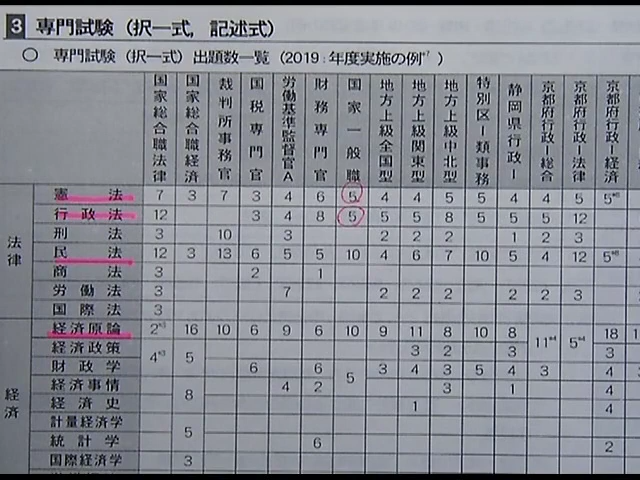 3 専門試験（択一式，記述式）
○ 専門試験（択一式）出題数一覧（2019：年度実施の例*7 ）
国家総合職法律 国家総合職経済 裁判所事務官 国税専門官 労働基準監督官A 財務専門官 国家一般職 地方上級全国型 地方上級関東型 地方上級中北型 特別区Ⅰ類事務 静岡県行政Ⅰ 京都府行政一総合 京都府行政一法律 京都府行政一経済
法律
憲法 7 3 7 3 4 6 5 4 4 5 5 4 4 5 5*8
行政法 12 3 4 8 5 5 5 8 5 5 5 12
刑法 3 10 3 2 2 2 1 2 3
民法 12 3 13 6 5 5 10 4 6 7 10 5 4 12 5*8
商法 3 2 1
労働法 3 7 2 2 2 2 2 3
国際法 3
経済
経済原論 2*3 16 10 6 9 6 10 9 11 8 10 8 11*4 5*4 18
経済政策 4*3 5 3 2 3 3
財政学 6 6 5 3 4 3 5 4 3 4
経済事情 8 4 2 3 1 4
経済史 1 4
計量経済学 5
統計学 6 2
国際経済学 3